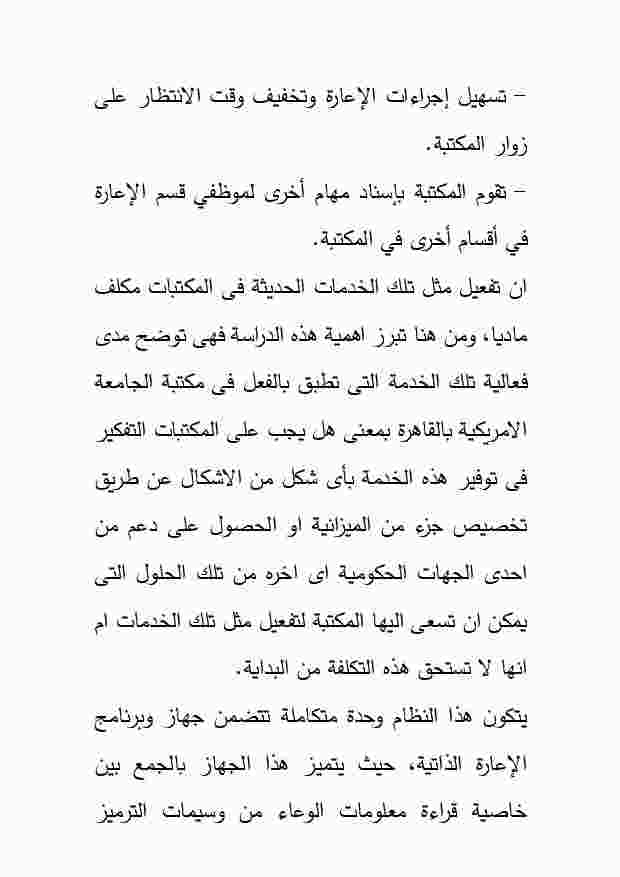 - تسهيل إجراءات الإعارة وتخفيف وقت الانتظار على
زوار المكتبة.
- تقوم المكتبة بإسناد مهام أخرى لموظفي قسم الإعارة
في أقسام أخرى في المكتبة.
ان تفعيل مثل تلك الخدمات الحديثة فى المكتبات مكلف
ماديا، ومن هنا تبرز اهمية هذه الدراسة فهى توضح مدى
فعالية تلك الخدمة التى تطبق بالفعل فى مكتبة الجامعة
الامريكية بالقاهرة بمعنى هل يجب على المكتبات التفكير
فى توفير هذه الخدمة بأى شكل من الاشكال عن طريق
تخصيص جزء من الميزانية او الحصول على دعم من
احدى الجهات الحكومية اى اخره من تلك الحلول التى
يمكن ان تسعى اليها المكتبة لتفعيل مثل تلك الخدمات ام
انها لا تستحق هذه التكلفة من البداية.
يتكون هذا النظام وحدة متكاملة تتضمن جهاز وبرنامج
الإعارة الذاتية، حيث يتميز هذا الجهاز بالجمع بين
خاصية قراءة معلومات الوعاء من وسيمات الترميز